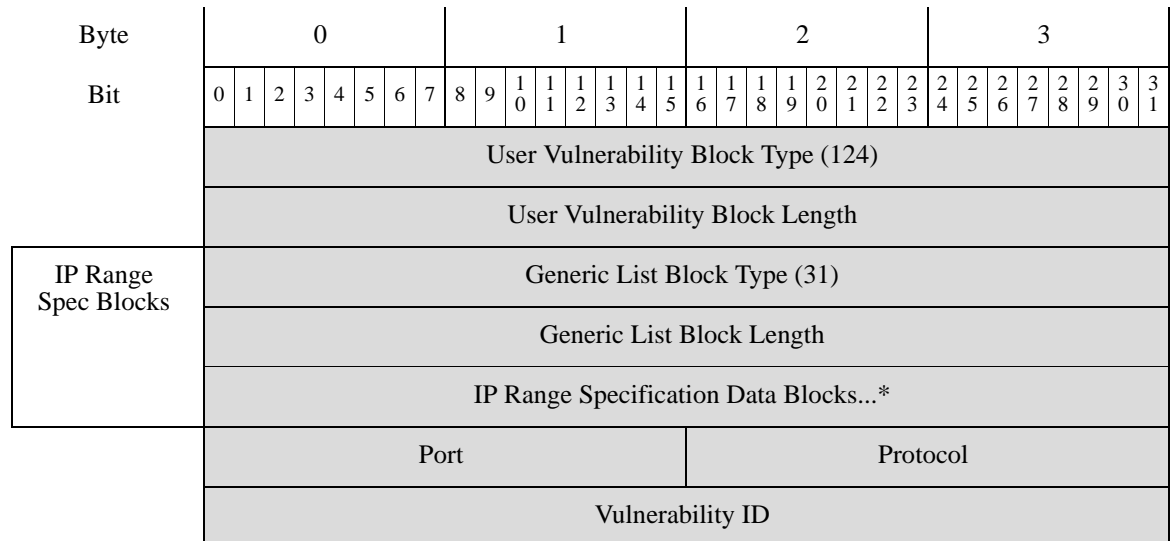 Byte 0 1 2 3
Bit 0 1 2 3 4 5 6 7 8 9 10 11 12 13 14 15 16 17 18 19 20 21 22 23 24 25 26 27 28 29 30 31
User Vulnerability Block Type (124)
User Vulnerability Block Length
IP Range
Spec Blocks
Generic List Block Type (31)
Generic List Block Length
IP Range Specification Data Blocks...*
Port Protocol
Vulnerability ID